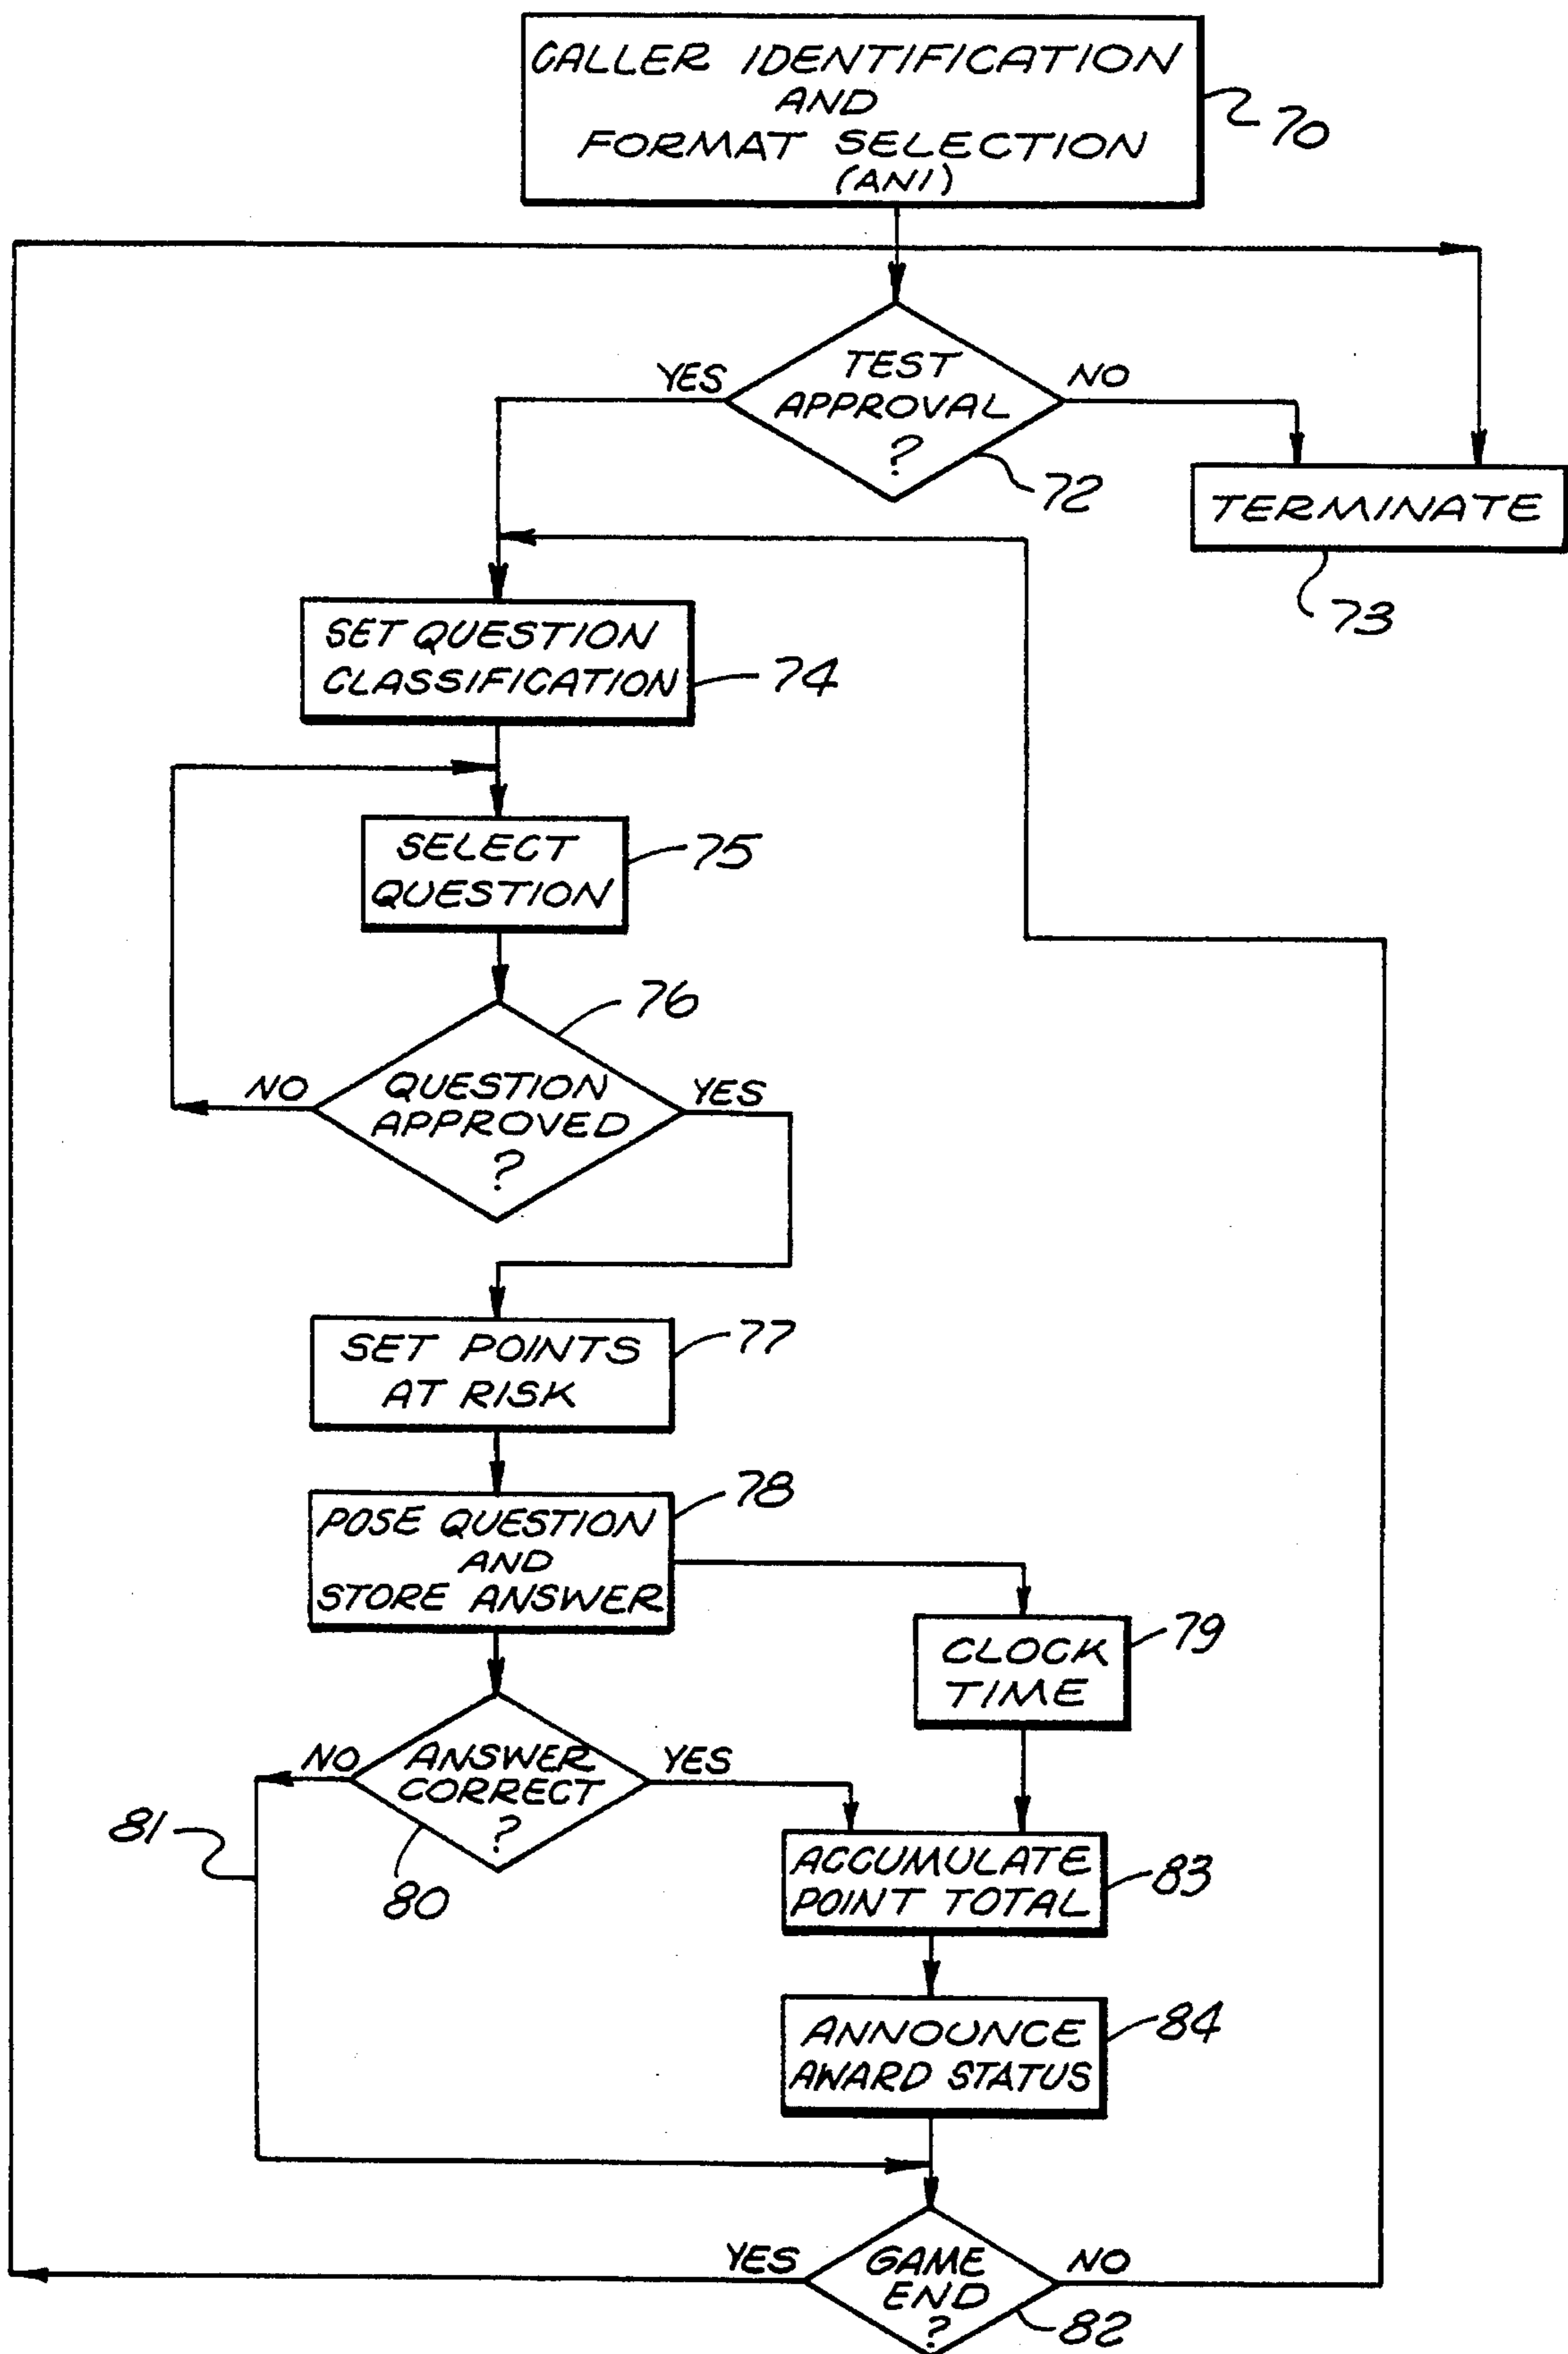 CALLER IDENTIFICATION
AND
FORMAT SELECTION
(ANI)
70
YES
TEST
APPROVAL
?
NO
72
TERMINATE
73
SET QUESTION
CLASSIFICATION
74
SELECT
QUESTION
75
76
NO
QUESTION
APPROVED
?
YES
SET POINTS
AT RISK
77
POSE QUESTION
AND
STORE ANSWER
78
CLOCK
TIME
79
NO
ANSWER
CORRECT
?
YES
81
80
ACCUMULATE
POINT TOTAL
83
ANNOUNCE
AWARD STATUS
84
YES
GAME
END
?
NO
82